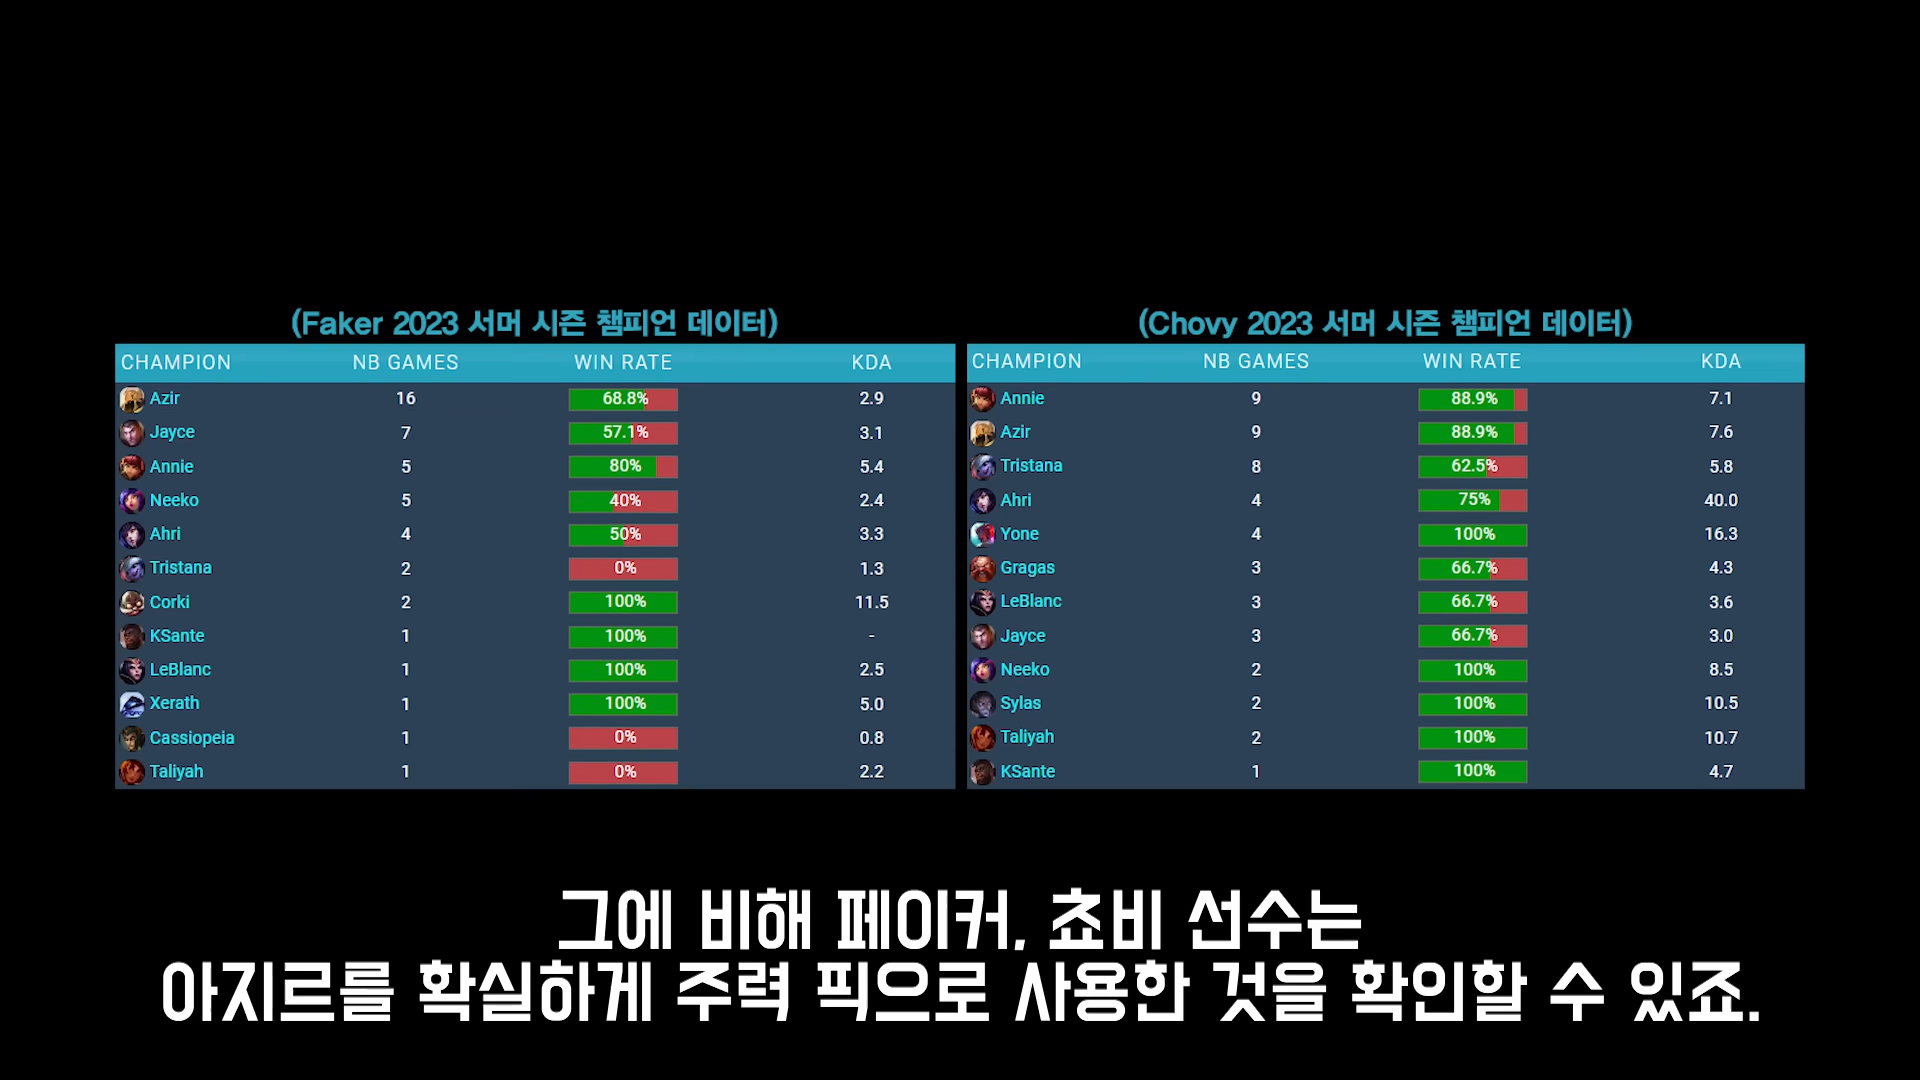 (Faker 2023 서머 시즌 챔피언 데이터)
CHAMPION NB GAMES WIN RATE KDA
Azir 16 68.8% 2.9
Jayce 7 57.1% 3.1
Annie 5 80% 5.4
Neeko 5 40% 2.4
Ahri 4 50% 3.3
Tristana 2 0% 1.3
Corki 2 100% 11.5
KSante 1 100% -
LeBlanc 1 100% 2.5
Xerath 1 100% 5.0
Cassiopeia 1 0% 0.8
Taliyah 1 0% 2.2
(Chovy 2023 서머 시즌 챔피언 데이터)
CHAMPION NB GAMES WIN RATE KDA
Annie 9 88.9% 7.1
Azir 9 88.9% 7.6
Tristana 8 62.5% 5.8
Ahri 4 75% 40.0
Yone 4 100% 16.3
Gragas 3 66.7% 4.3
LeBlanc 3 66.7% 3.6
Jayce 3 66.7% 3.0
Neeko 2 100% 8.5
Sylas 2 100% 10.5
Taliyah 2 100% 10.7
KSante 1 100% 4.7
그에 비해 페이커, 쵸비 선수는
아지르를 확실하게 주력 픽으로 사용한 것을 확인할 수 있죠.